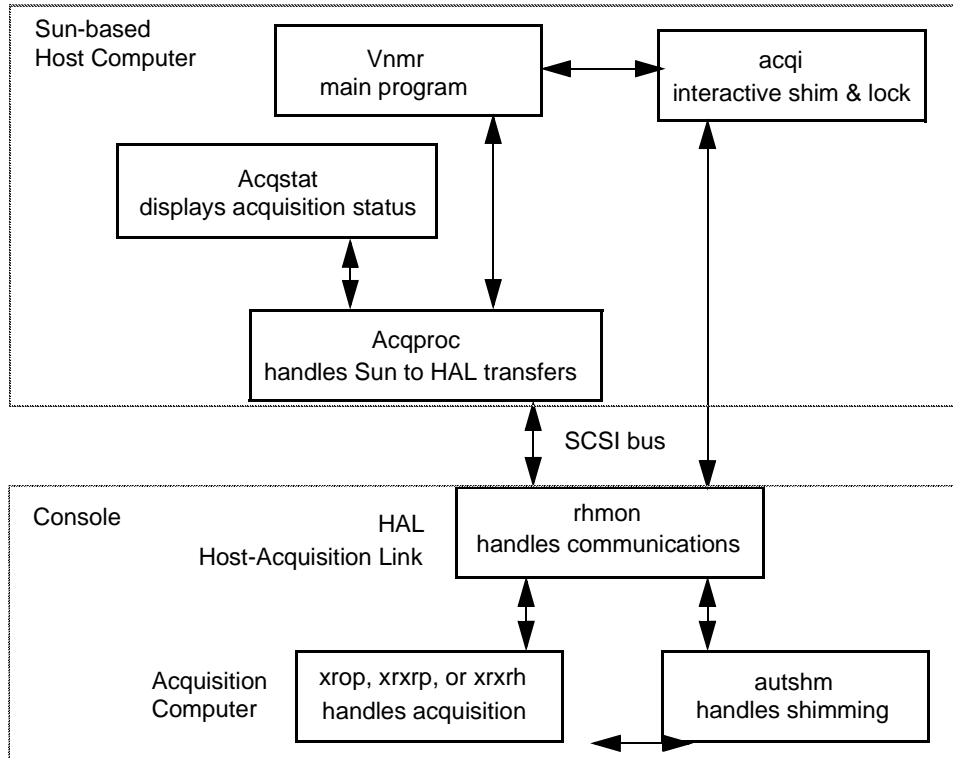 Sun-based
Host Computer
Vnmr
main program
acqi
interactive shim & lock
Acqstat
displays acquisition status
Acqproc
handles Sun to HAL transfers
SCSI bus
Console
HAL
Host-Acquisition Link
rhmon
handles communications
Acquisition
Computer
xrop, xrxrp, or xrxrh
handles acquisition
autshm
handles shimming